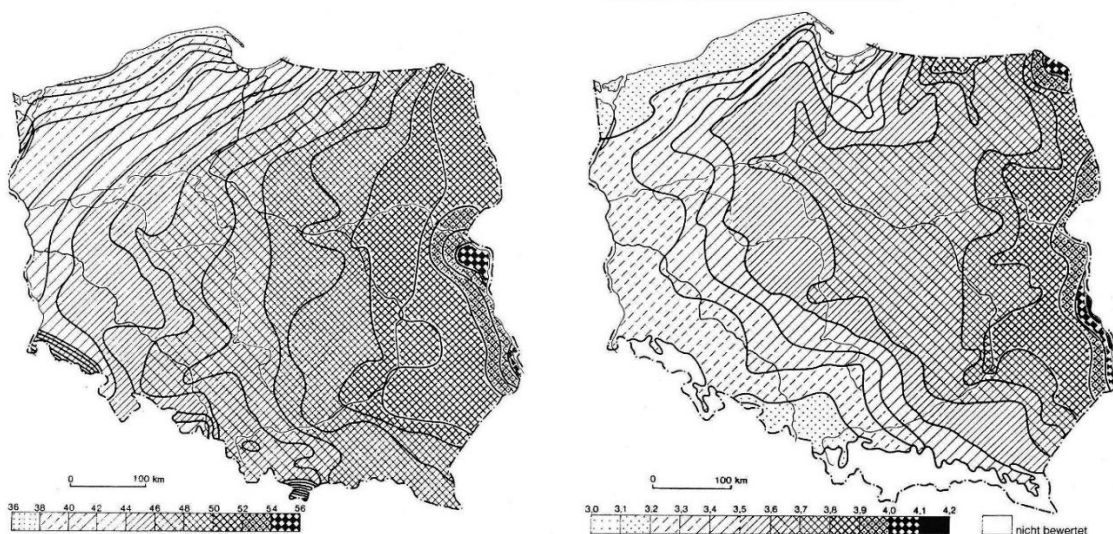 0 100 km
36 38 40 42 44 46 48 50 52 54 56
0 100 km
3,0 3,1 3,2 3,3 3,4 3,5 3,6 3,7 3,8 3,9 4,0 4,1 4,2
nicht bewertet